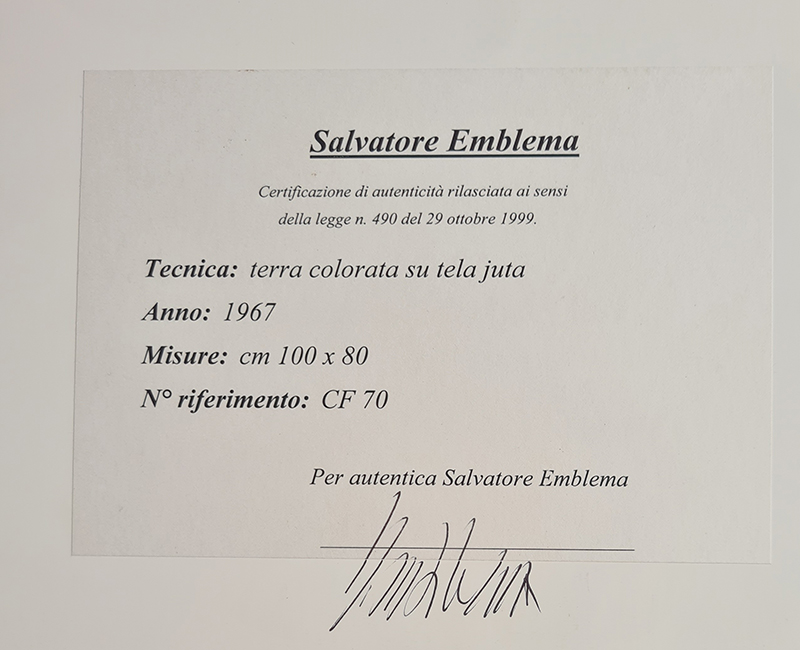 Salvatore Emblema
Certificazione di autenticità rilasciata ai sensi
della legge n. 490 del 29 ottobre 1999.
Tecnica: terra colorata su tela juta
Anno: 1967
Misure: cm 100 x 80
N° riferimento: CF 70
Per autentica Salvatore Emblema